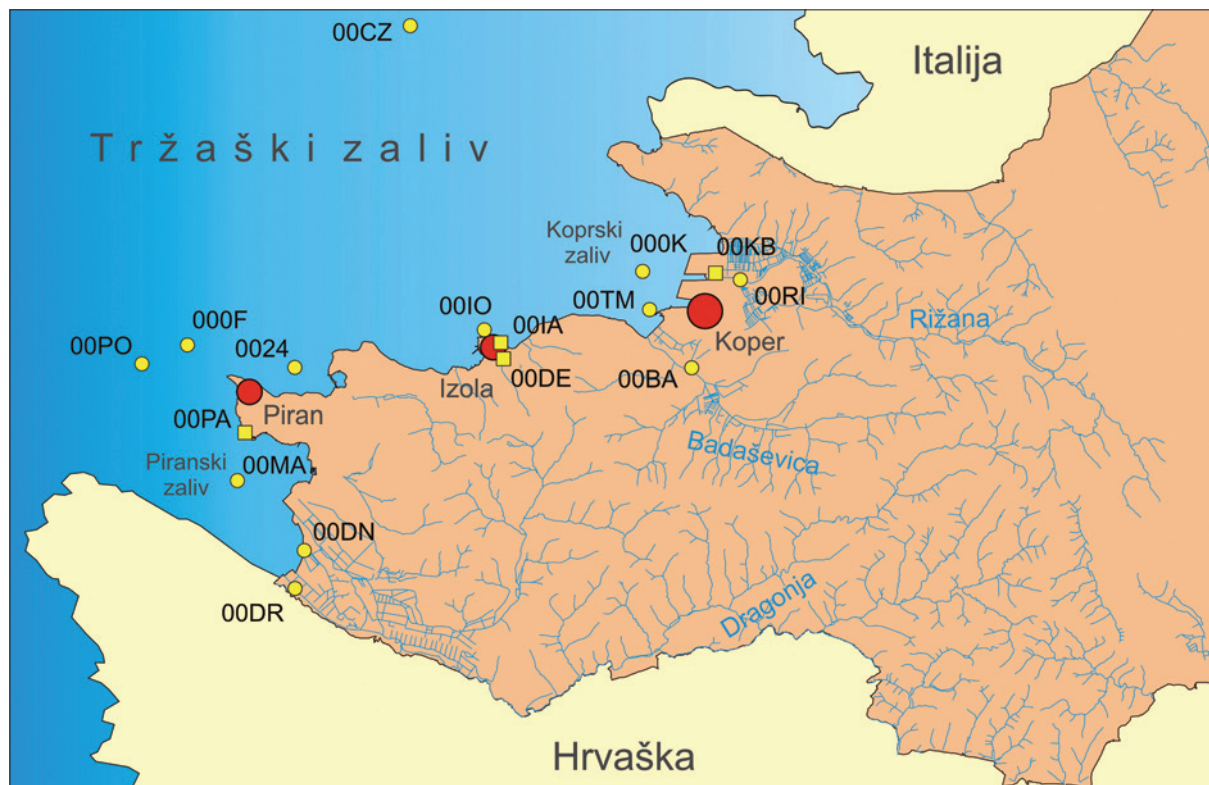 00CZ
Italija
Tržaški zaliv
Koprski
zaliv
000K
00KB
00RI
00TM
00IO
00IA
Rižana
000F
00PO
0024
Koper
Izola
00DE
00BA
00PA
Piran
Badaševica
Piranski
zaliv
00MA
00DN
00DR
Dragonja
Hrvaška